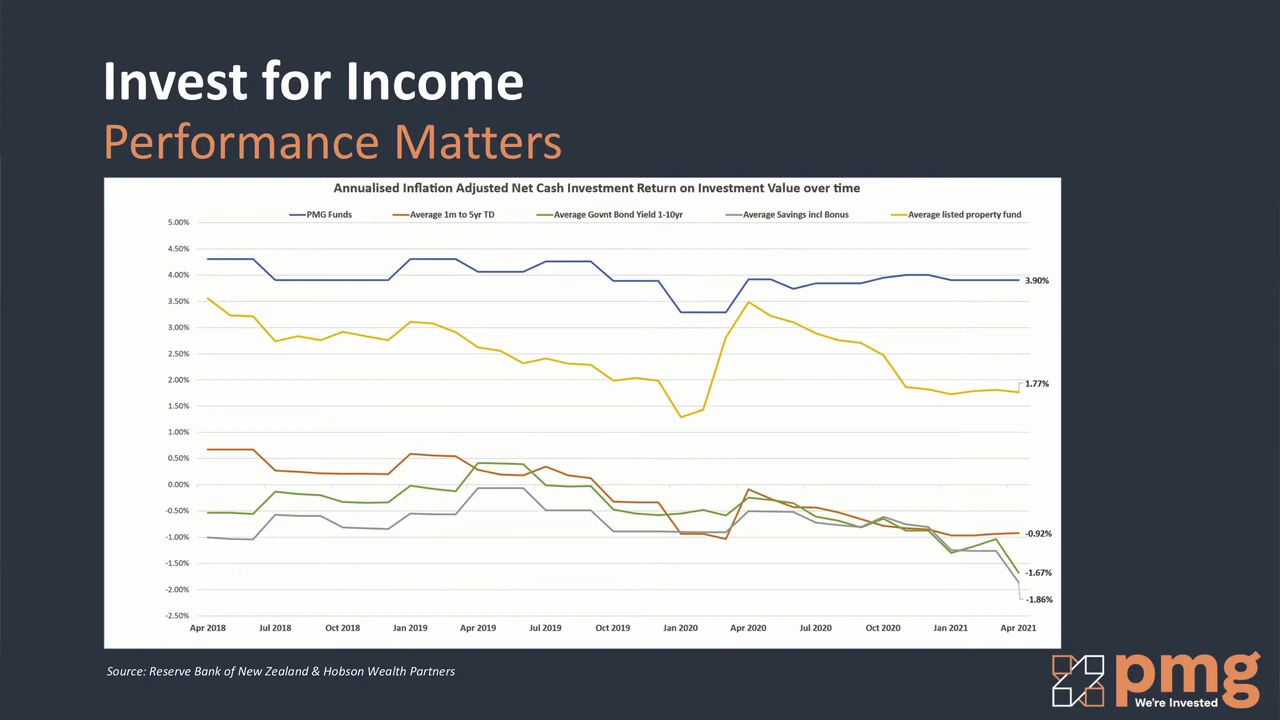 Invest for Income
Performance Matters
Annualised Inflation Adjusted Net Cash Investment Return on Investment Value over time
PMG Funds Average 1m to 5yr TD Average Govnt Bond Yield 1-10yr Average Savings incl Bonus Average listed property fund
5.00%
4.50%
4.00%
3.90%
3.50%
3.00%
2.50%
2.00%
1.77%
1.50%
1.00%
0.50%
0.00%
-0.50%
-0.92%
-1.00%
-1.50%
-1.67%
-2.00%
-1.86%
-2.50%
Apr 2018 Jul 2018 Oct 2018 Jan 2019 Apr 2019 Jul 2019 Oct 2019 Jan 2020 Apr 2020 Jul 2020 Oct 2020 Jan 2021 Apr 2021
Source: Reserve Bank of New Zealand & Hobson Wealth Partners
pmg
We're Invested